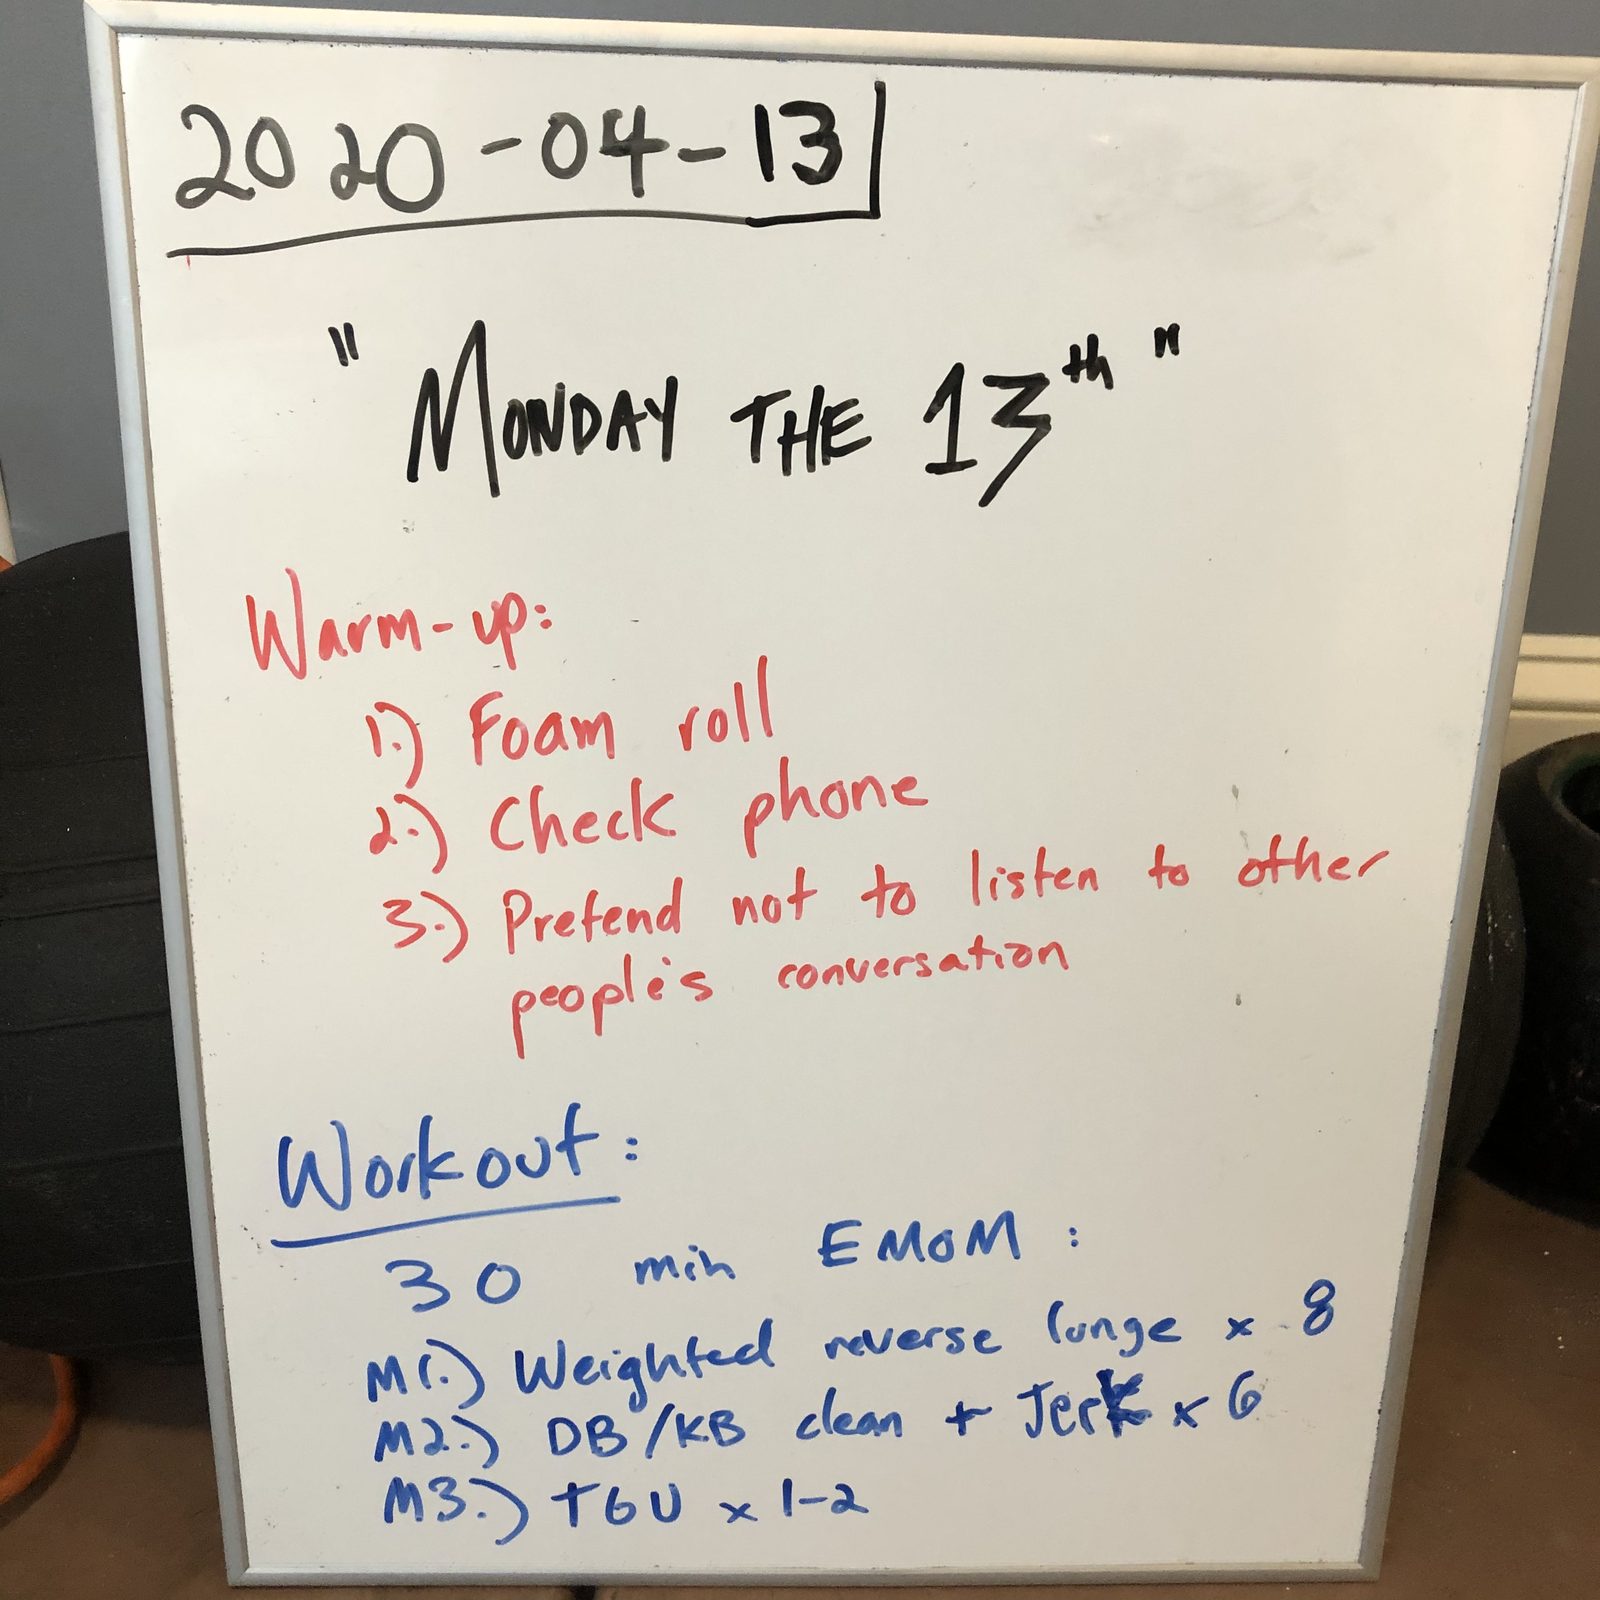 2020-04-13
"MONDAY THE 13th"
Warm-up:
1.) Foam roll
2.) Check phone
3.) Pretend not to listen to other
people's conversation
Workout:
30 min EMOM:
M1.) Weighted reverse lunge x 8
M2.) DB/KB clean + Jerk x 6
M3.) TGU x 1-2